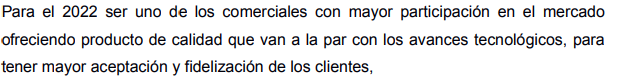 Para el 2022 ser uno de los comerciales con mayor participación en el mercado
ofreciendo producto de calidad que van a la par con los avances tecnológicos, para
tener mayor aceptación y fidelización de los clientes,